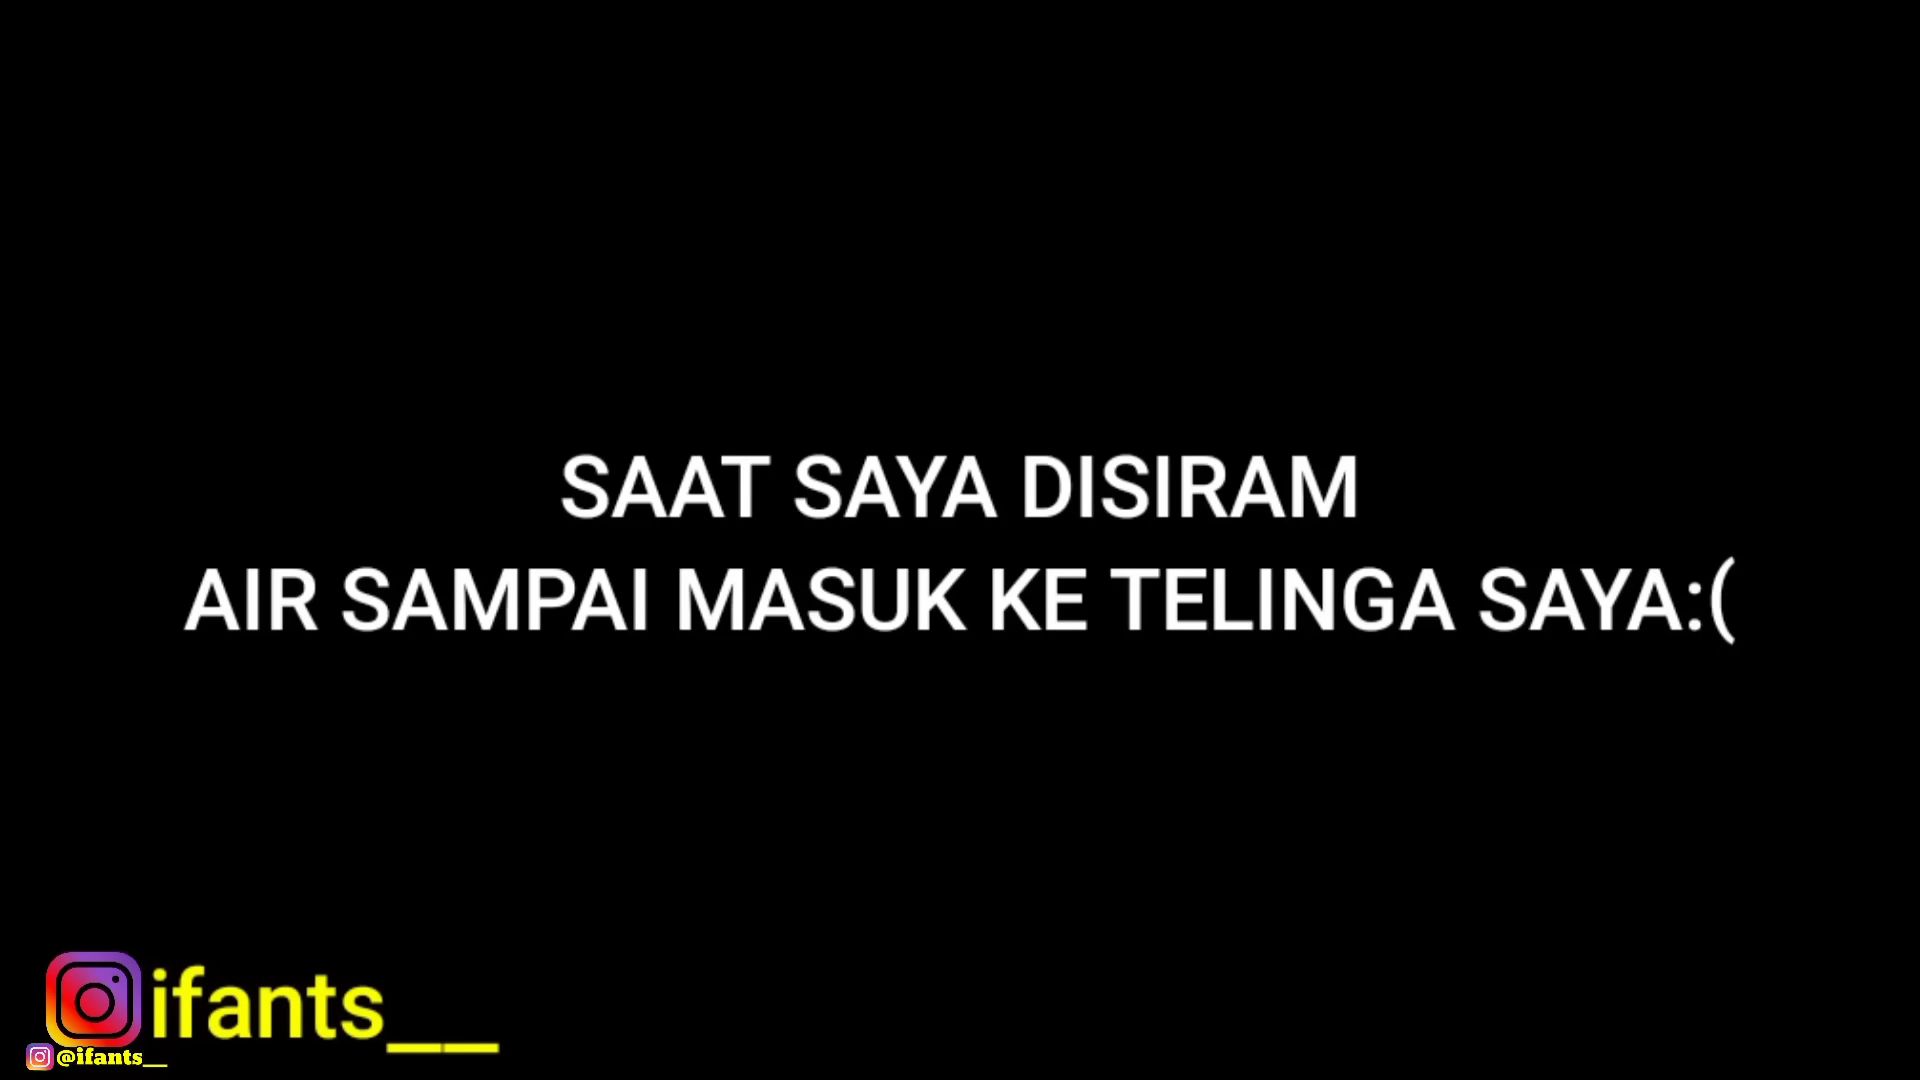 SAAT SAYA DISIRAM
AIR SAMPAI MASUK KE TELINGA SAYA:(
ifants__
@ifants__